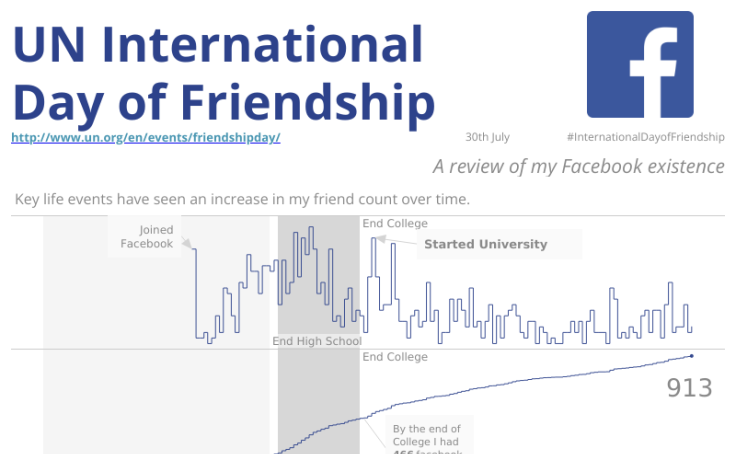 UN International
Day of Friendship
http://www.un.org/en/events/friendshipday/
30th July
#InternationalDayofFriendship
A review of my Facebook existence
Key life events have seen an increase in my friend count over time.
End College
Joined
Facebook
Started University
End High School
End College
913
By the end of
College I had
466 facebook